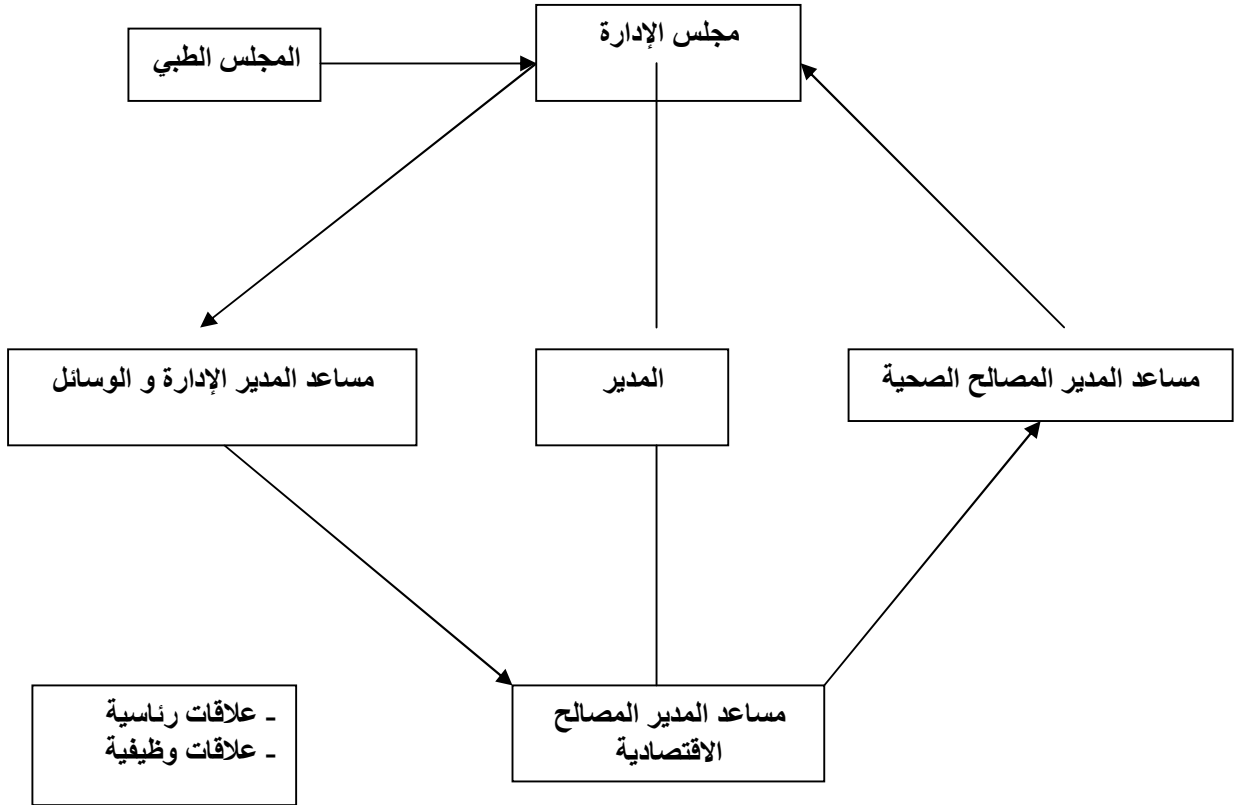 مجلس الإدارة
المجلس الطبي
مساعد المدير المصالح الصحية
المدير
مساعد المدير الإدارة و الوسائل
مساعد المدير المصالح
الاقتصادية
- علاقات رئاسية
- علاقات وظيفية